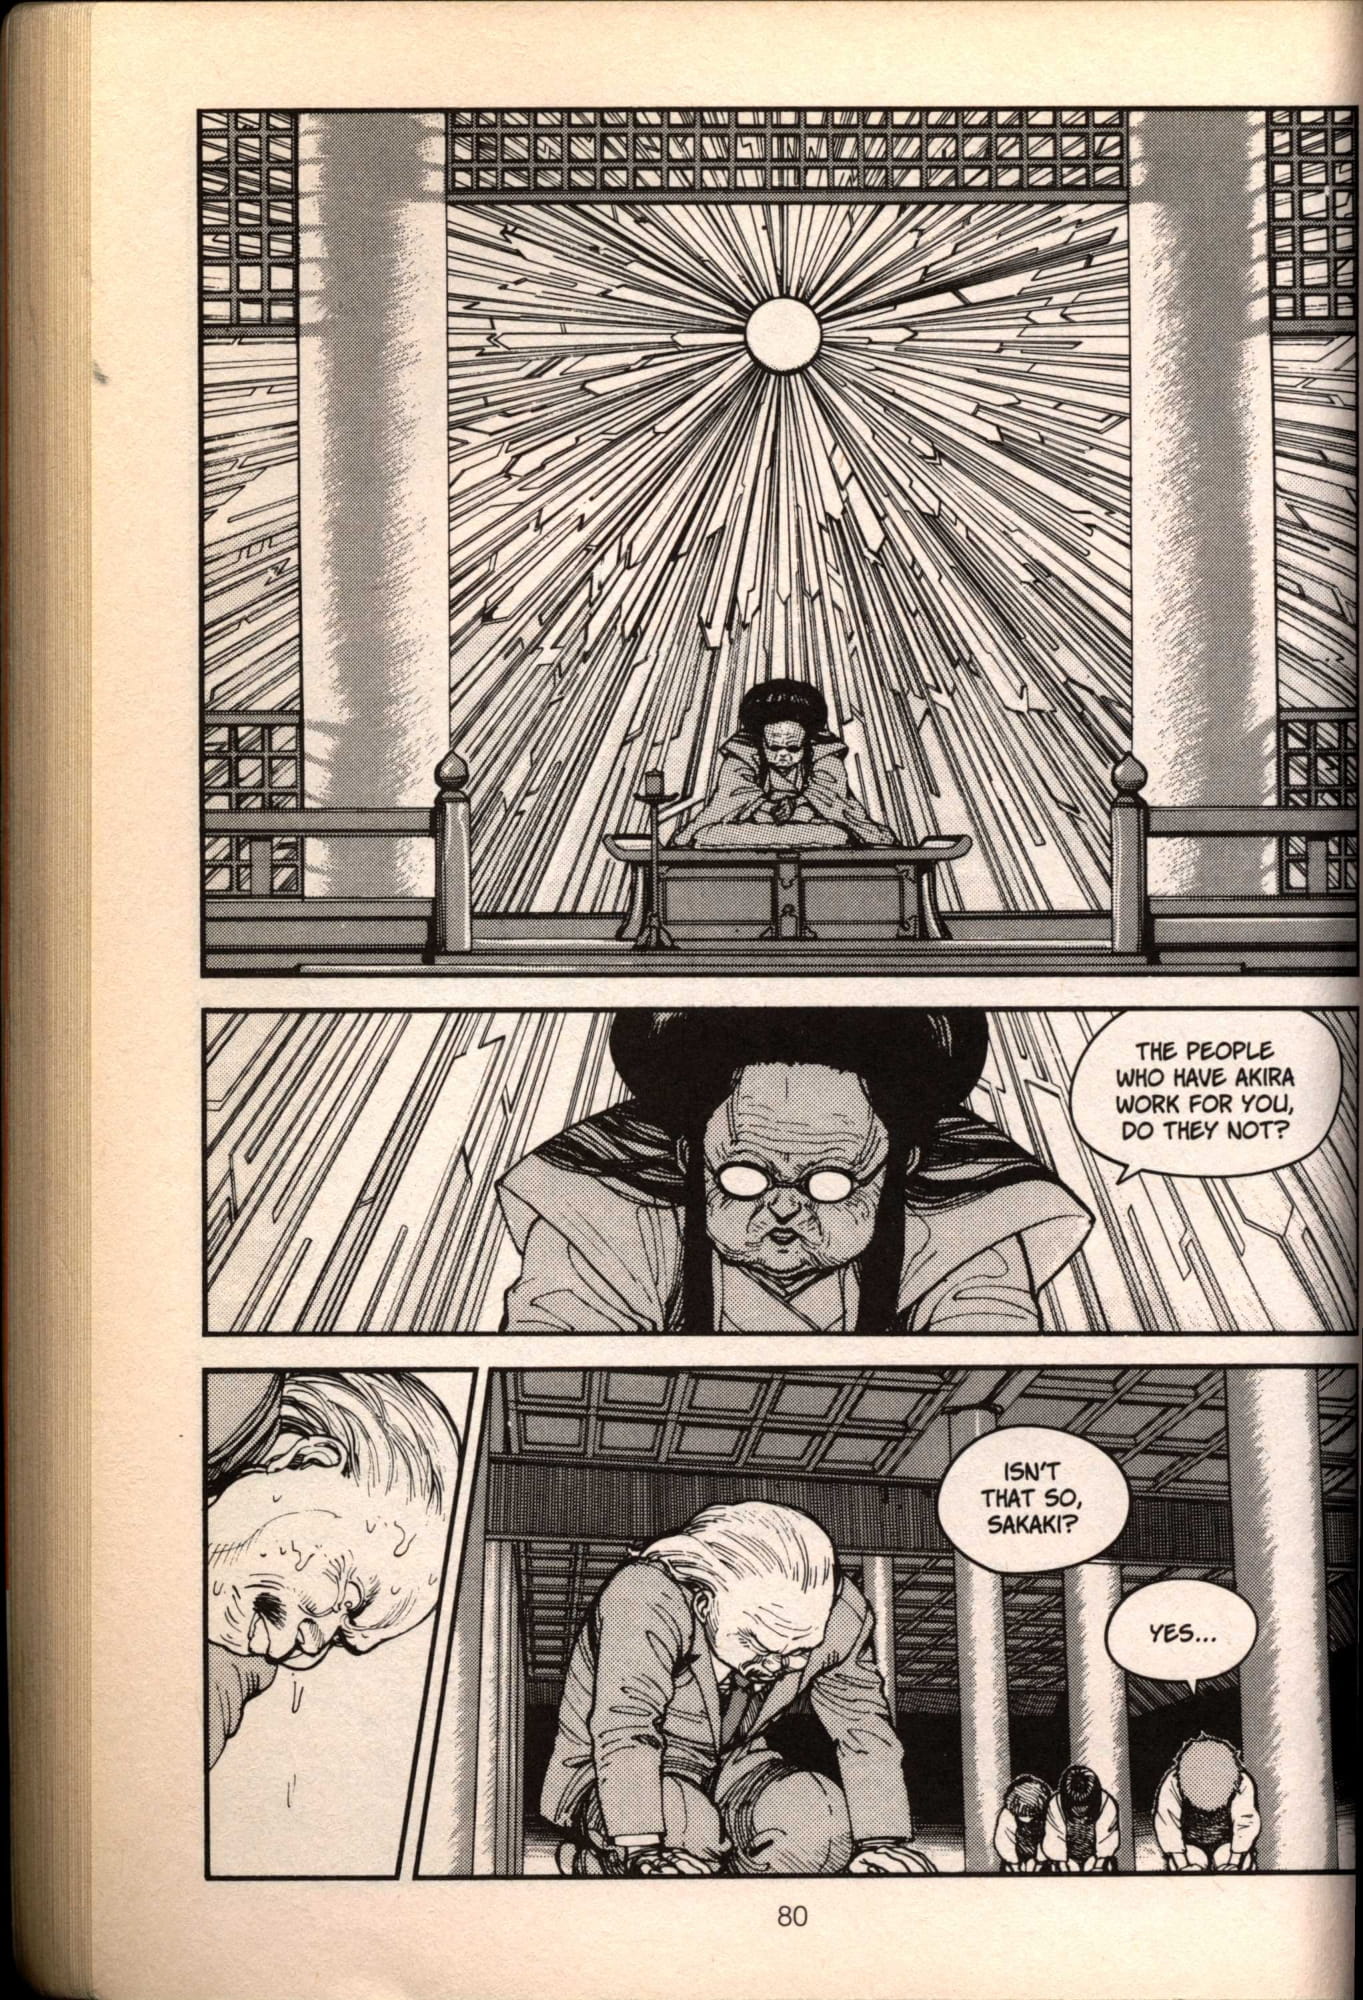 THE PEOPLE
WHO HAVE AKIRA
WORK FOR YOU,
DO THEY NOT?
ISN'T
THAT SO,
SAKAKI?
YES...
80